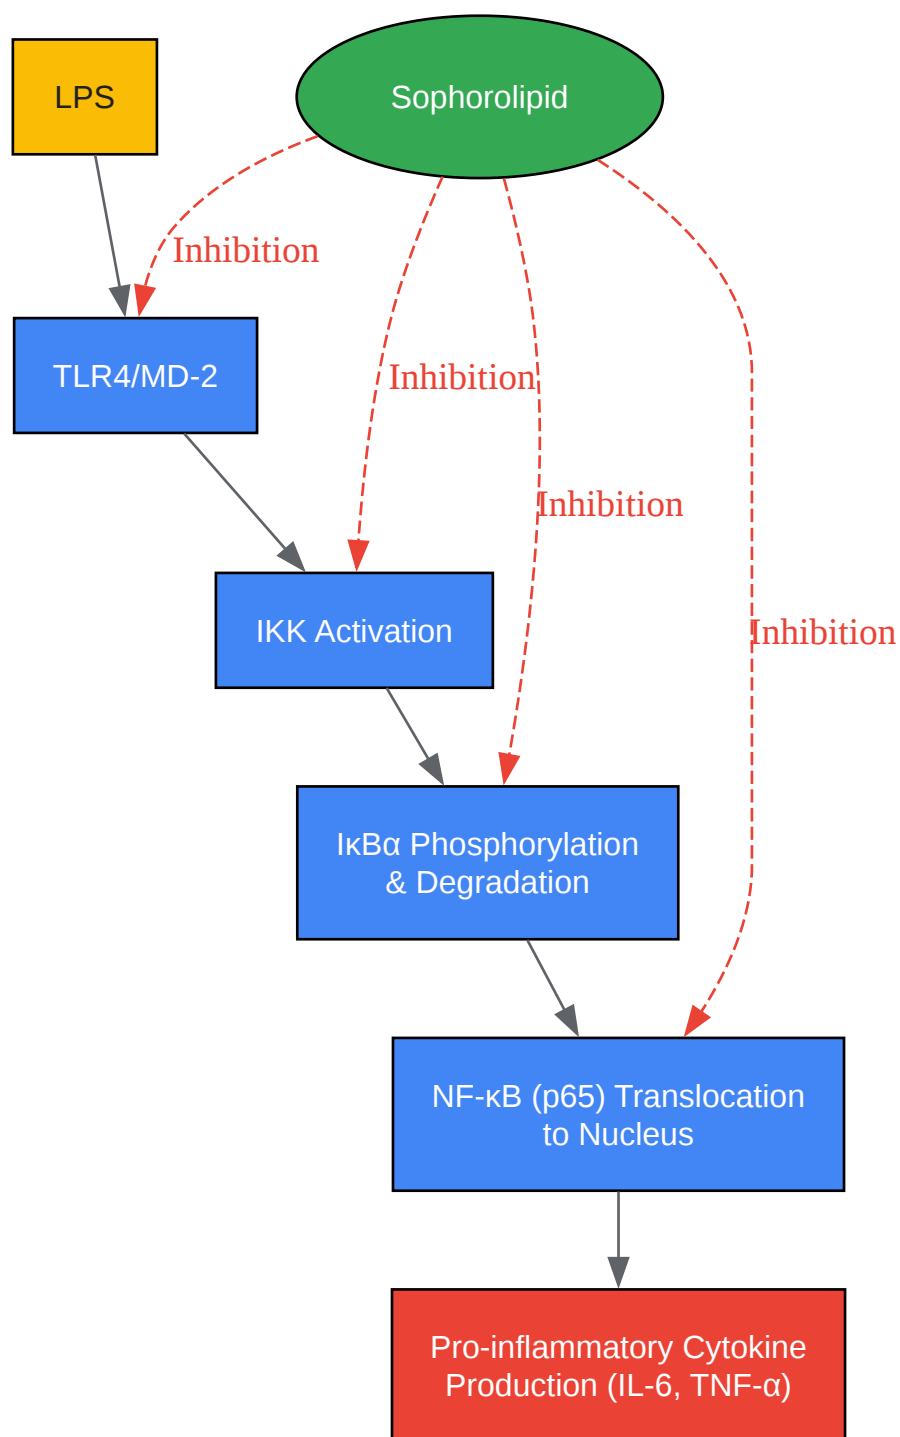 LPS
Sophorolipid
Inhibition
TLR4/MD-2
Inhibition
Inhibition
IKK Activation
Inhibition
IκBα Phosphorylation
& Degradation
NF-κB (p65) Translocation
to Nucleus
Pro-inflammatory Cytokine
Production (IL-6, TNF-α)